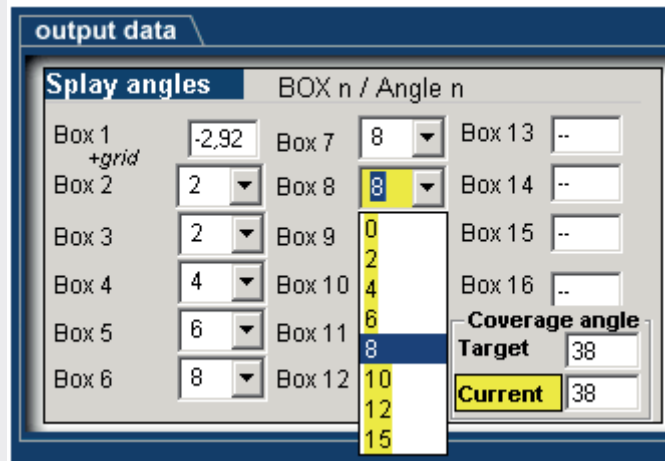 output data
Splay angles BOX n / Angle n
Box 1 -2,92 Box 7 8 Box 13 --
+grid
Box 2 2 Box 8 8 Box 14 --
Box 3 2 Box 9 0 Box 15 --
2
Box 4 4 Box 10 4 Box 16 --
6 Coverage angle
Box 5 6 Box 11 8 Target 38
Box 6 8 Box 12 10 Current 38
12
15